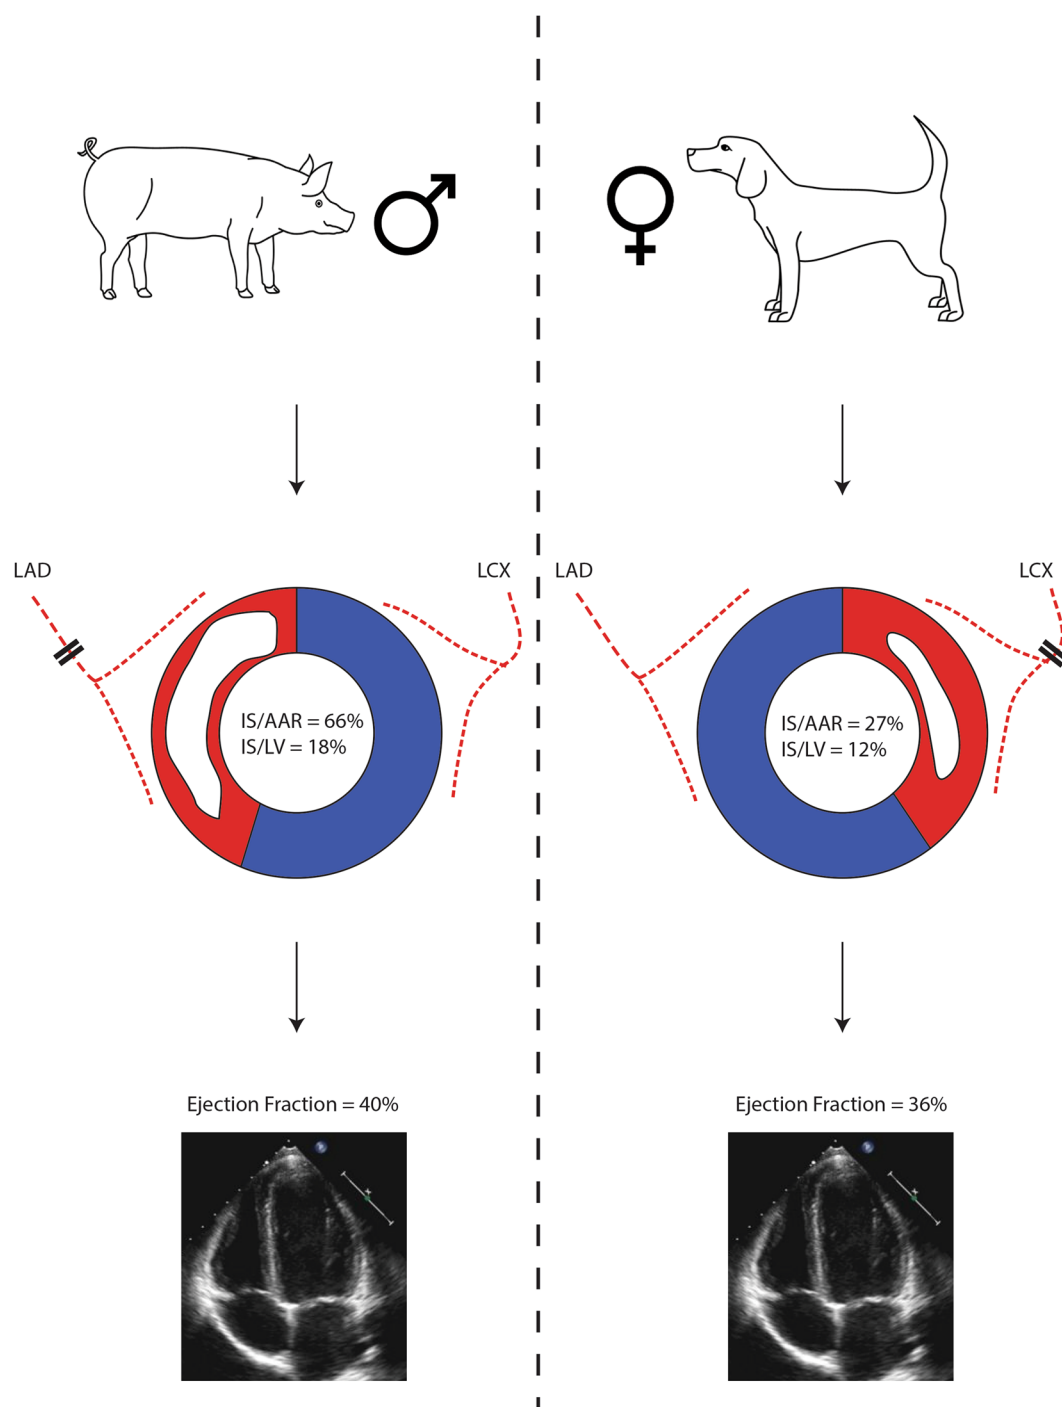 LAD
LCX
IS/AAR = 66%
IS/LV = 18%
Ejection Fraction = 40%
LAD
LCX
IS/AAR = 27%
IS/LV = 12%
Ejection Fraction = 36%